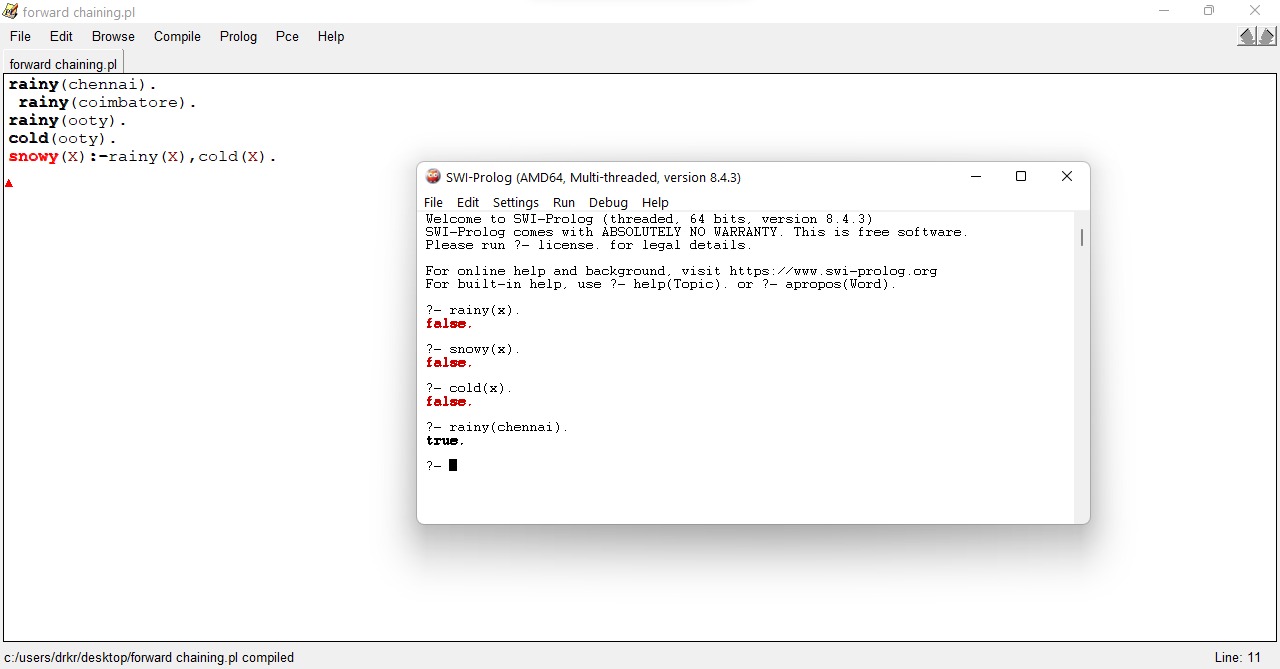 forward chaining.pl
File Edit Browse Compile Prolog Pce Help
forward chaining.pl
rainy(chennai).
rainy(coimbatore).
rainy(ooty).
cold(ooty).
snowy(X):-rainy(X),cold(X).
SWI-Prolog (AMD64, Multi-threaded, version 8.4.3)
File Edit Settings Run Debug Help
Welcome to SWI-Prolog (threaded, 64 bits, version 8.4.3)
SWI-Prolog comes with ABSOLUTELY NO WARRANTY. This is free software.
Please run ?- license. for legal details.
For online help and background, visit https://www.swi-prolog.org
For built-in help, use ?- help(Topic). or ?- apropos(Word).
?- rainy(x).
false.
?- snowy(x).
false.
?- cold(x).
false.
?- rainy(chennai).
true.
?-
c:/users/drkr/desktop/forward chaining.pl compiled
Line: 11